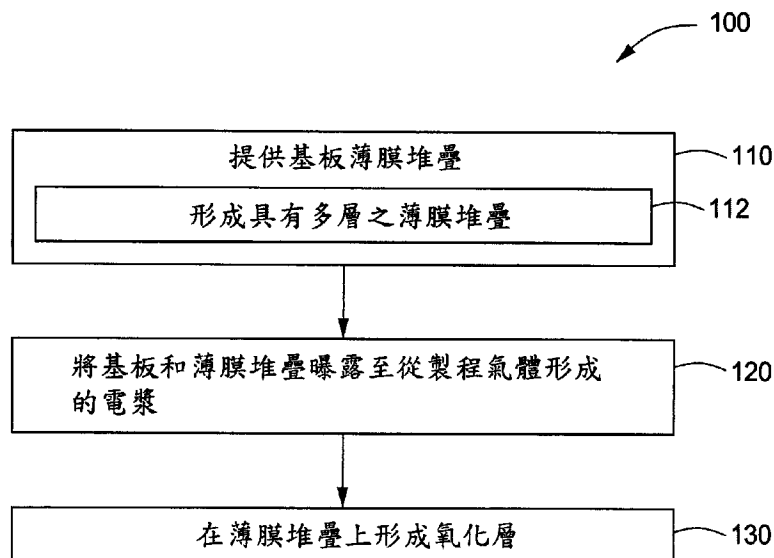 100
提供基板薄膜堆疊
110
形成具有多層之薄膜堆疊
112
將基板和薄膜堆疊曝露至從製程氣體形成
的電漿
120
在薄膜堆疊上形成氧化層
130